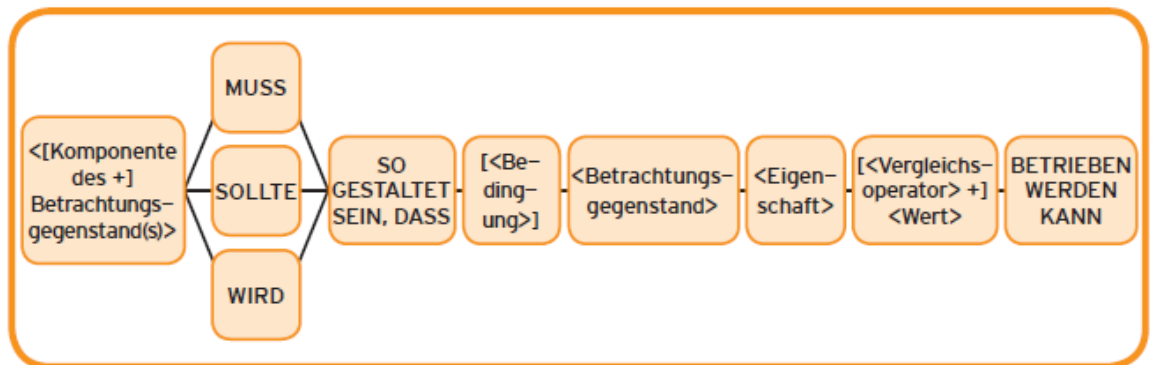 <[Komponente
des +]
Betrachtungs-
gegenstand(s)>
MUSS
SOLLTE
WIRD
SO
GESTALTET
SEIN, DASS
[<Be-
ding-
ung>]
<Betrachtungs-
gegenstand>
<Eigen-
schaft>
[<Vergleichs-
operator> +]
<Wert>
BETRIEBEN
WERDEN
KANN